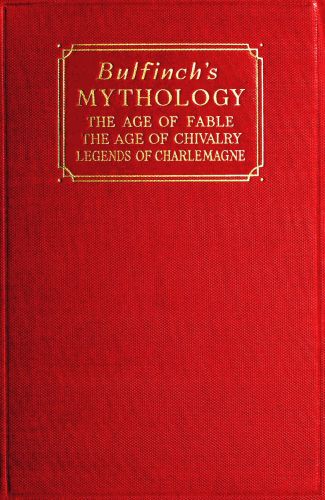 Bulfinch's
MYTHOLOGY
THE AGE OF FABLE
THE AGE OF CHIVALRY
LEGENDS OF CHARLEMAGNE